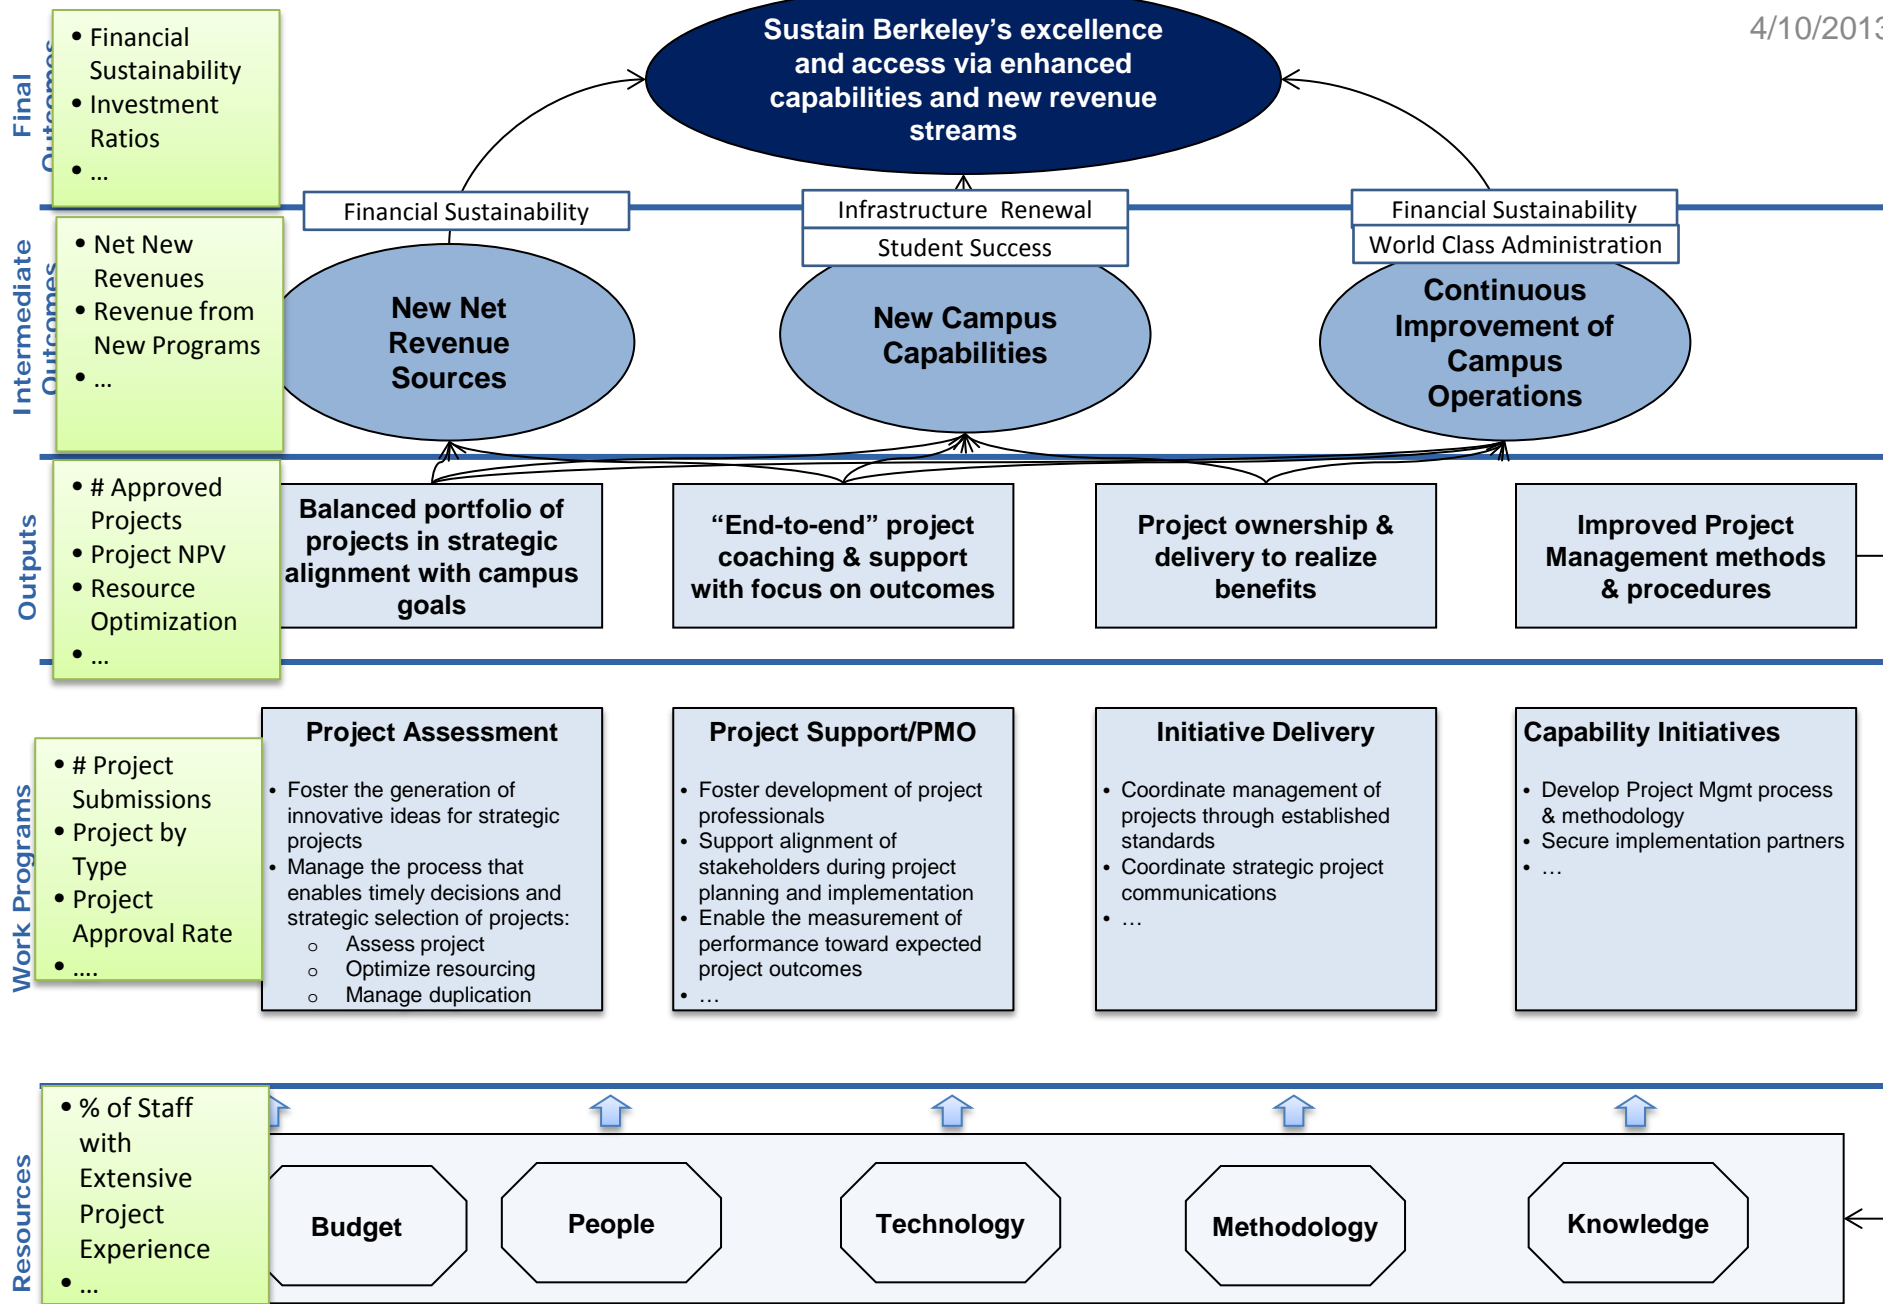 4/10/2013
Final
Outcomes
• Financial
Sustainability
• Investment
Ratios
• ...
Sustain Berkeley’s excellence
and access via enhanced
capabilities and new revenue
streams
Financial Sustainability
Infrastructure Renewal
Student Success
Financial Sustainability
World Class Administration
Intermediate
Outcomes
• Net New
Revenues
• Revenue from
New Programs
• ...
New Net
Revenue
Sources
New Campus
Capabilities
Continuous
Improvement of
Campus
Operations
Outputs
• # Approved
Projects
• Project NPV
• Resource
Optimization
• ...
Balanced portfolio of
projects in strategic
alignment with campus
goals
“End-to-end” project
coaching & support
with focus on outcomes
Project ownership &
delivery to realize
benefits
Improved Project
Management methods
& procedures
Work Programs
• # Project
Submissions
• Project by
Type
• Project
Approval Rate
• ....
Project Assessment
• Foster the generation of
innovative ideas for strategic
projects
• Manage the process that
enables timely decisions and
strategic selection of projects:
o Assess project
o Optimize resourcing
o Manage duplication
Project Support/PMO
• Foster development of project
professionals
• Support alignment of
stakeholders during project
planning and implementation
• Enable the measurement of
performance toward expected
project outcomes
• …
Initiative Delivery
• Coordinate management of
projects through established
standards
• Coordinate strategic project
communications
• …
Capability Initiatives
• Develop Project Mgmt process
& methodology
• Secure implementation partners
• …
Resources
• % of Staff
with
Extensive
Project
Experience
• ...
Budget
People
Technology
Methodology
Knowledge